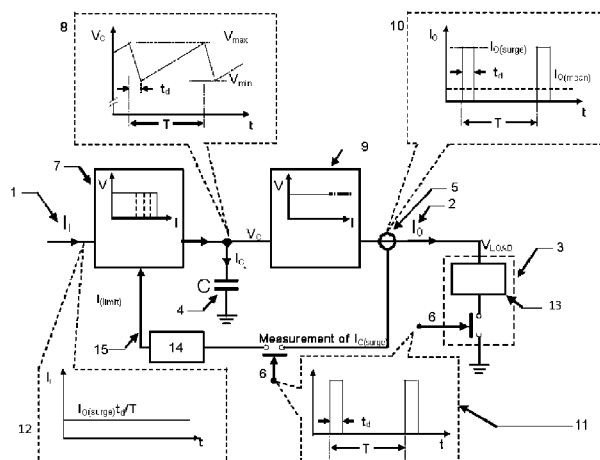 8
V_C
V_max
V_min
t_d
T
t
10
I_O
I_O(surge)
I_O(mean)
t_d
T
t
1
I_I
7
V
I
V_C
I_C
C
4
9
V
I
5
I_O
2
V_LOAD
3
13
6
I_(limit)
15
14
Measurement of I_O(surge)
6
12
I_I
I_O(surge)t_d/T
t
t_d
T
11